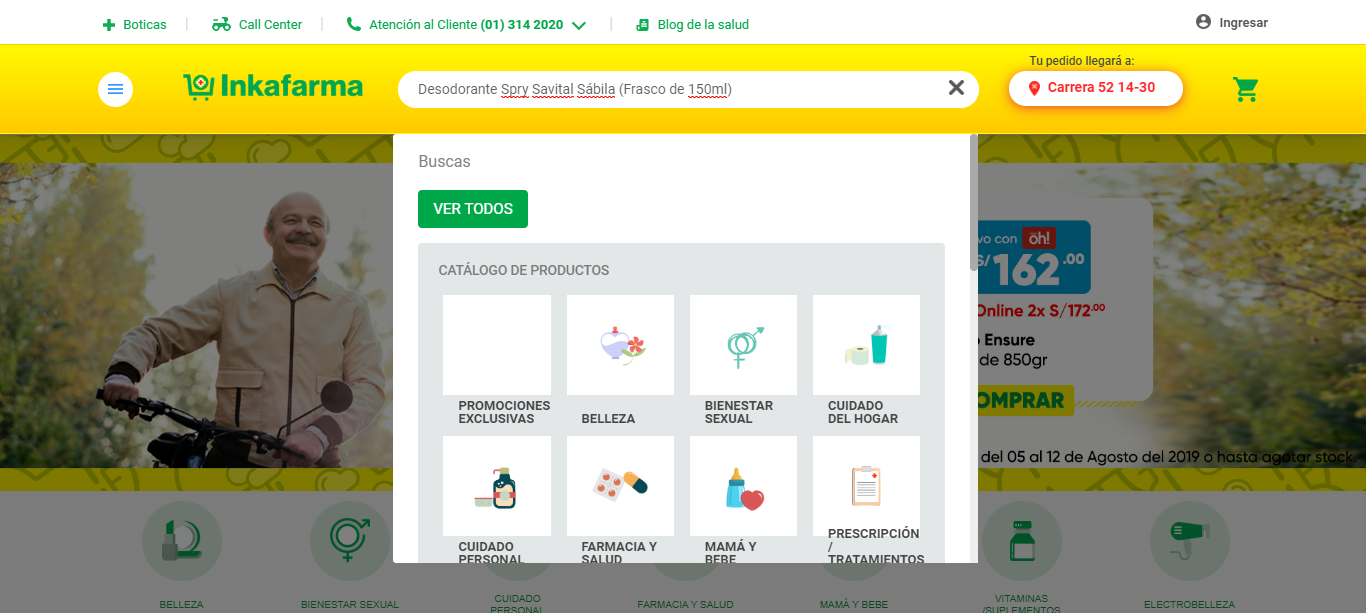 Boticas
Call Center
Atención al Cliente (01) 314 2020
Blog de la salud
Ingresar
Inkafarma
Desodorante Spry Savital Sábila (Frasco de 150ml)
Tu pedido llegará a:
Carrera 52 14-30
Buscas
VER TODOS
CATÁLOGO DE PRODUCTOS
PROMOCIONES
EXCLUSIVAS
BELLEZA
BIENESTAR
SEXUAL
CUIDADO
DEL HOGAR
CUIDADO
PERSONAL
FARMACIA Y
SALUD
MAMÁ Y
BEBE
PRESCRIPCIÓN
/
TRATAMIENTOS
vo con öh!
S/162.00
Online 2x S/172.00
Ensure
de 850gr
OMPRAR
del 05 al 12 de Agosto del 2019 o hasta agotar stock.
BELLEZA
BIENESTAR SEXUAL
CUIDADO
PERSONAL
FARMACIA Y SALUD
MAMÁ Y BEBE
VITAMINAS
/SUPLEMENTOS
ELECTROBELLEZA